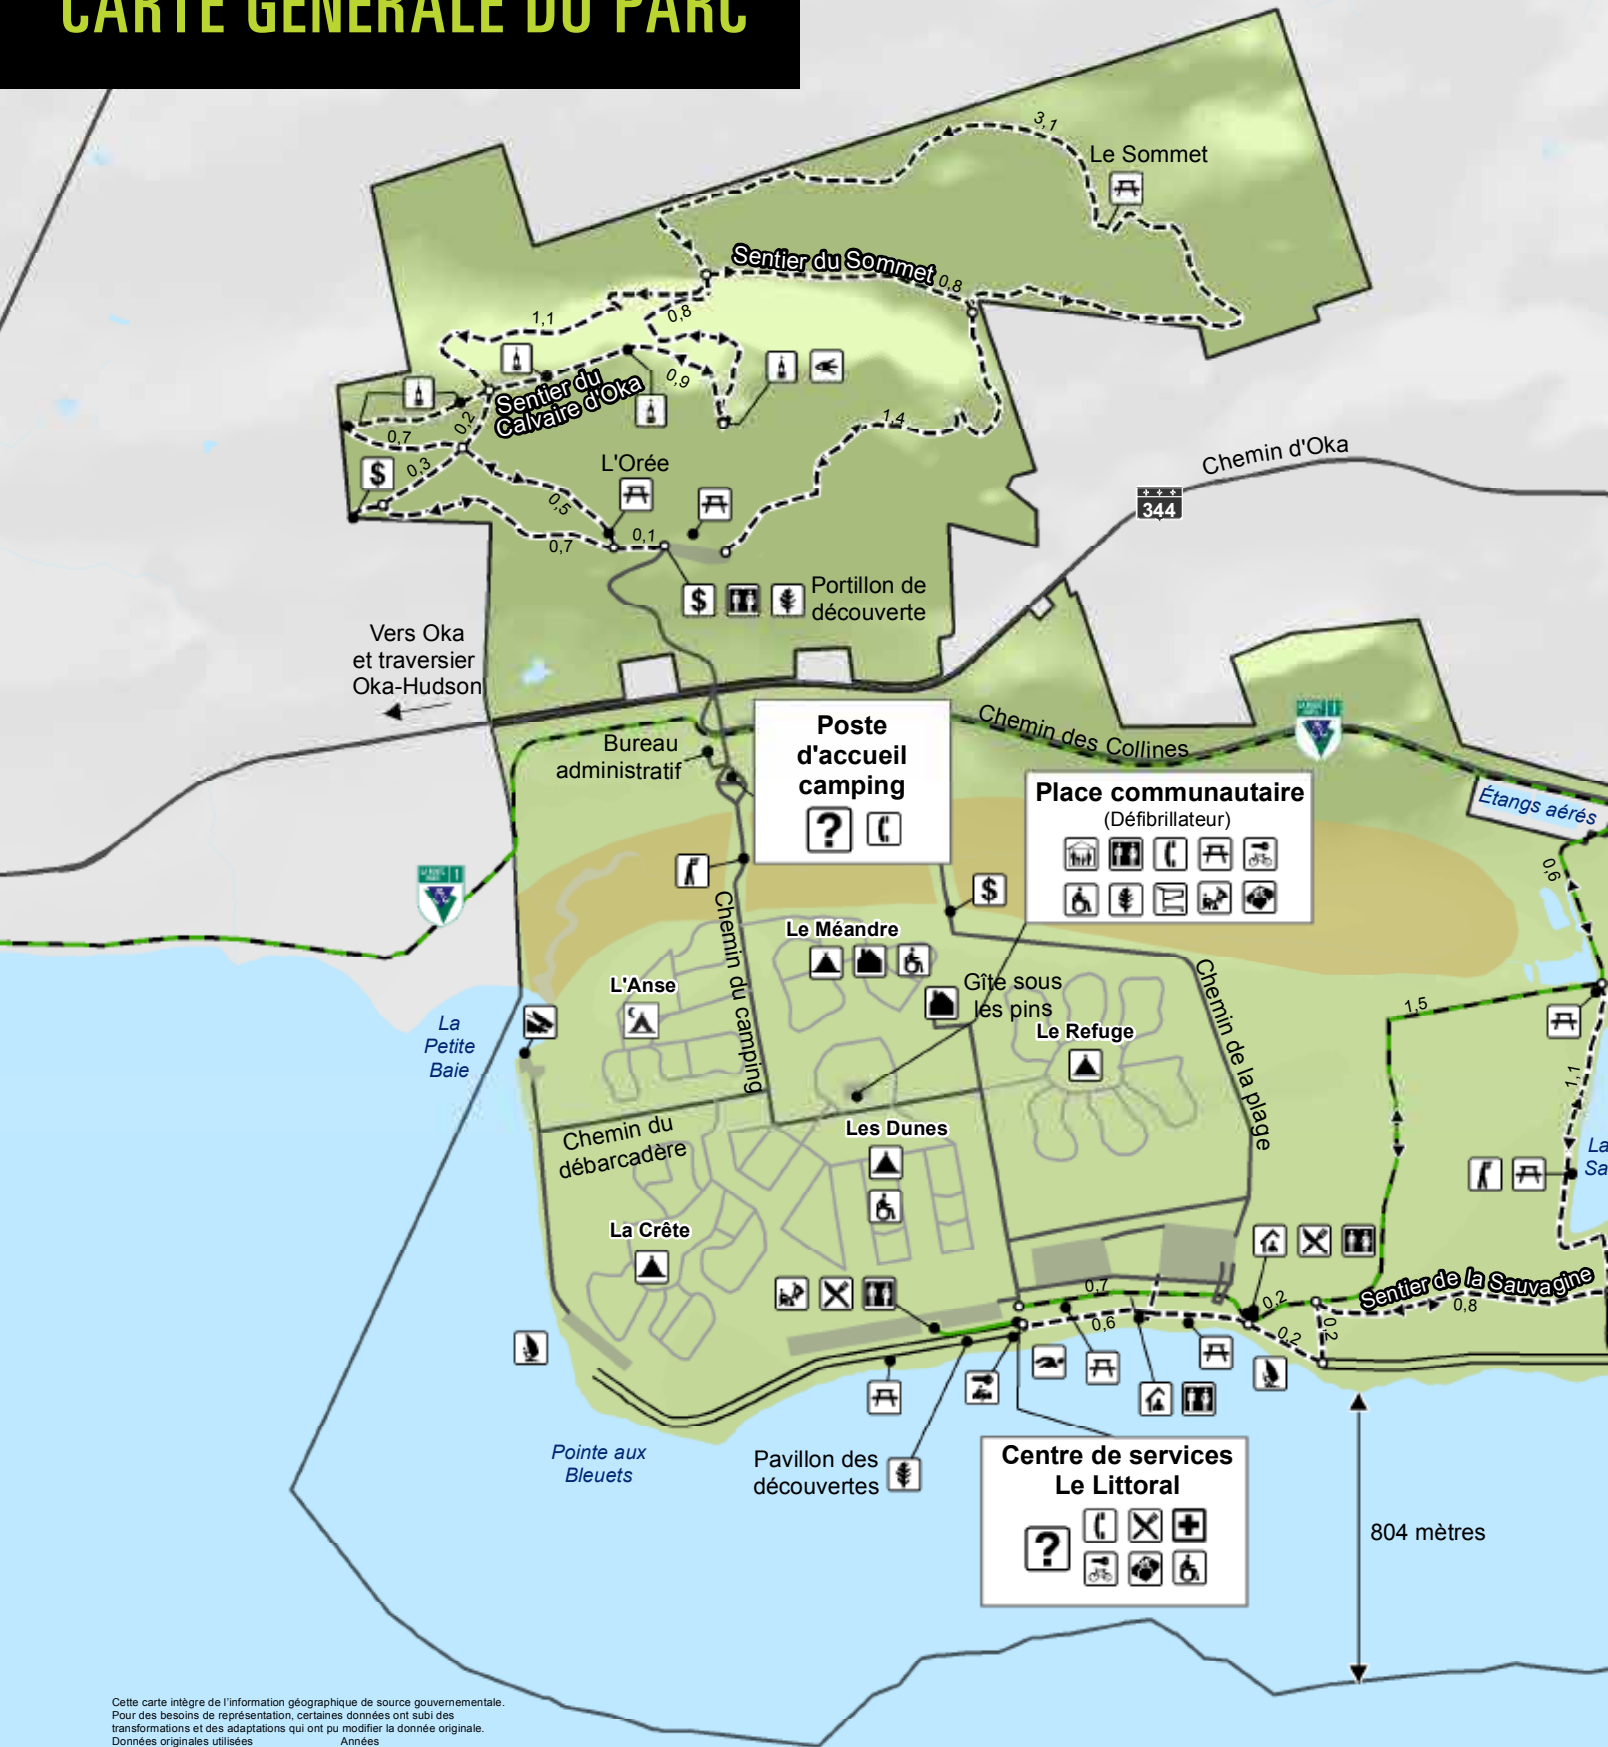 CARTE GÉNÉRALE DU PARC
3,1
Le Sommet
Sentier du Sommet
0,8
1,1
0,8
Sentier du
Calvaire d'Oka
0,9
0,2
0,7
0,3
$
1,4
L'Orée
0,5
0,7
0,1
Chemin d'Oka
344
$
Portillon de
découverte
Vers Oka
et traversier
Oka-Hudson
Bureau
administratif
Poste
d'accueil
camping
?
Chemin des Collines
1
Place communautaire
(Défibrillateur)
Étangs aérés
0,6
1
$
Chemin du camping
Le Méandre
L'Anse
Gîte sous
les pins
Le Refuge
Chemin de la plage
1,5
La
Petite
Baie
1,1
Chemin du
débarcadère
Les Dunes
La
Sa
La Crête
0,7
0,6
0,2
0,2
0,2
Sentier de la Sauvagine
0,8
Pointe aux
Bleuets
Pavillon des
découvertes
Centre de services
Le Littoral
?
804 mètres
Cette carte intègre de l'information géographique de source gouvernementale.
Pour des besoins de représentation, certaines données ont subi des
transformations et des adaptations qui ont pu modifier la donnée originale.
Données originales utilisées Années